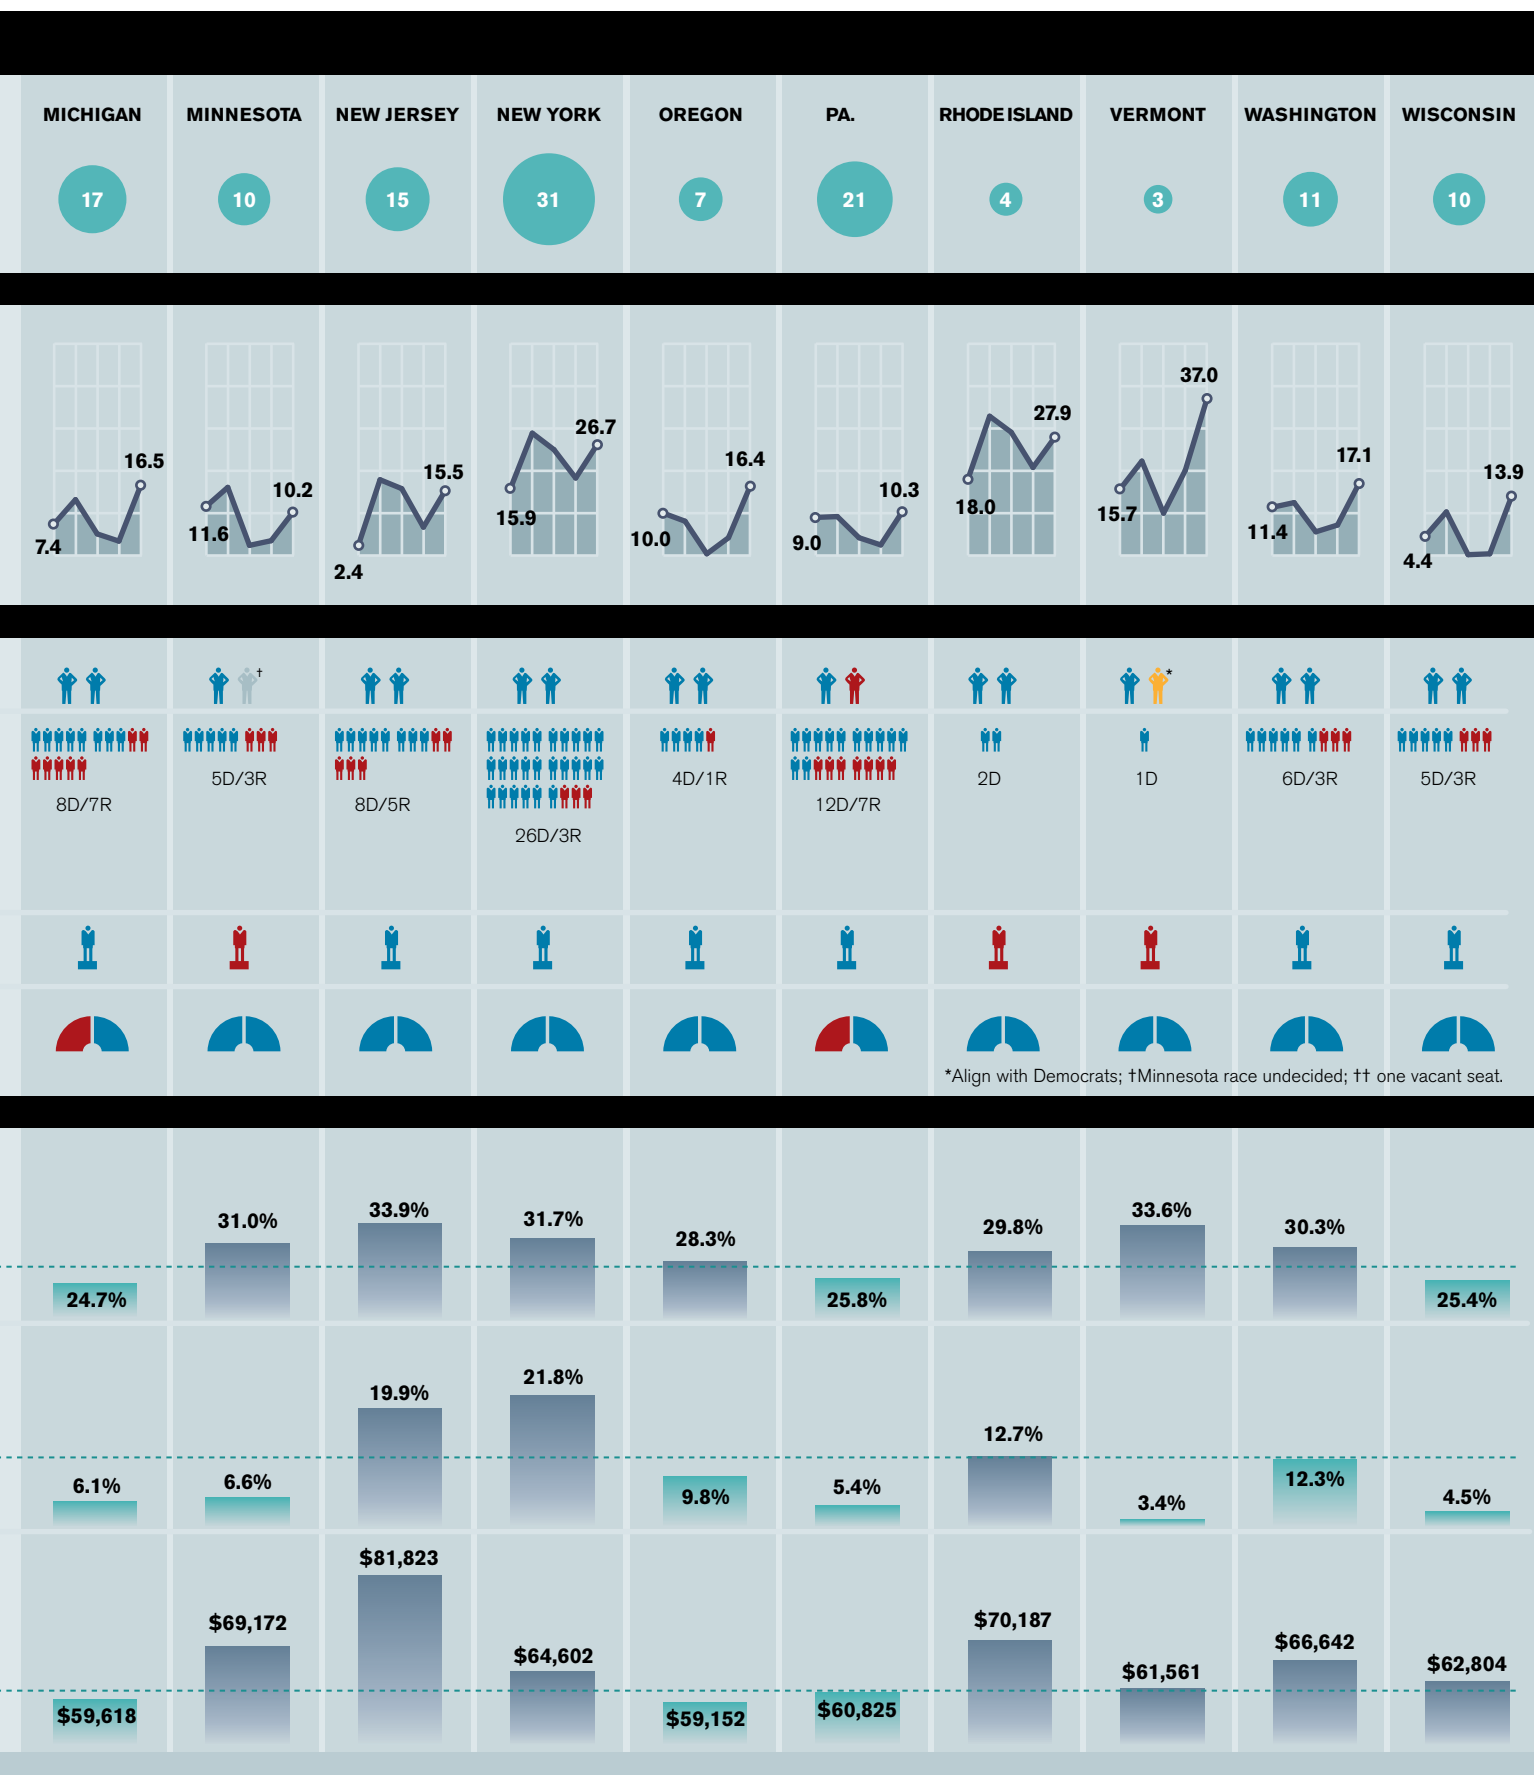 MICHIGAN MINNESOTA NEW JERSEY NEW YORK OREGON PA. RHODE ISLAND VERMONT WASHINGTON WISCONSIN
17 10 15 31 7 21 4 3 11 10
37.0
27.9
26.7
17.1
16.5 16.4
15.5 13.9
10.2 10.3
18.0
15.9 15.7
11.6 11.4
10.0
9.0
7.4
4.4
2.4
† *
5D/3R 4D/1R 2D 1D 6D/3R 5D/3R
8D/7R 8D/5R 12D/7R
26D/3R
*Align with Democrats; †Minnesota race undecided; †† one vacant seat.
33.9% 33.6%
31.0% 31.7% 29.8% 30.3%
28.3%
24.7% 25.8% 25.4%
21.8%
19.9%
12.7%
12.3%
6.1% 6.6% 9.8% 5.4% 3.4% 4.5%
$81,823
$69,172 $70,187
$64,602 $66,642
$61,561 $62,804
$59,618 $59,152 $60,825